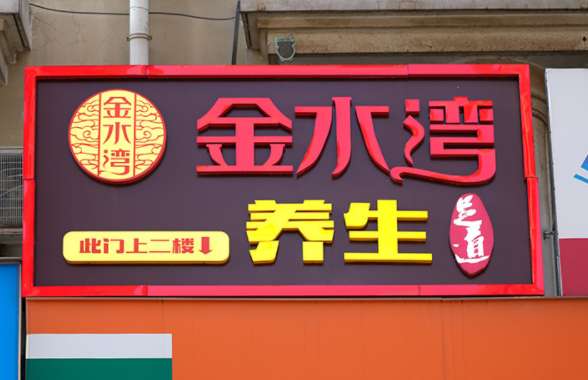 金水湾
金水湾
养生
足道
此门上二楼⬇